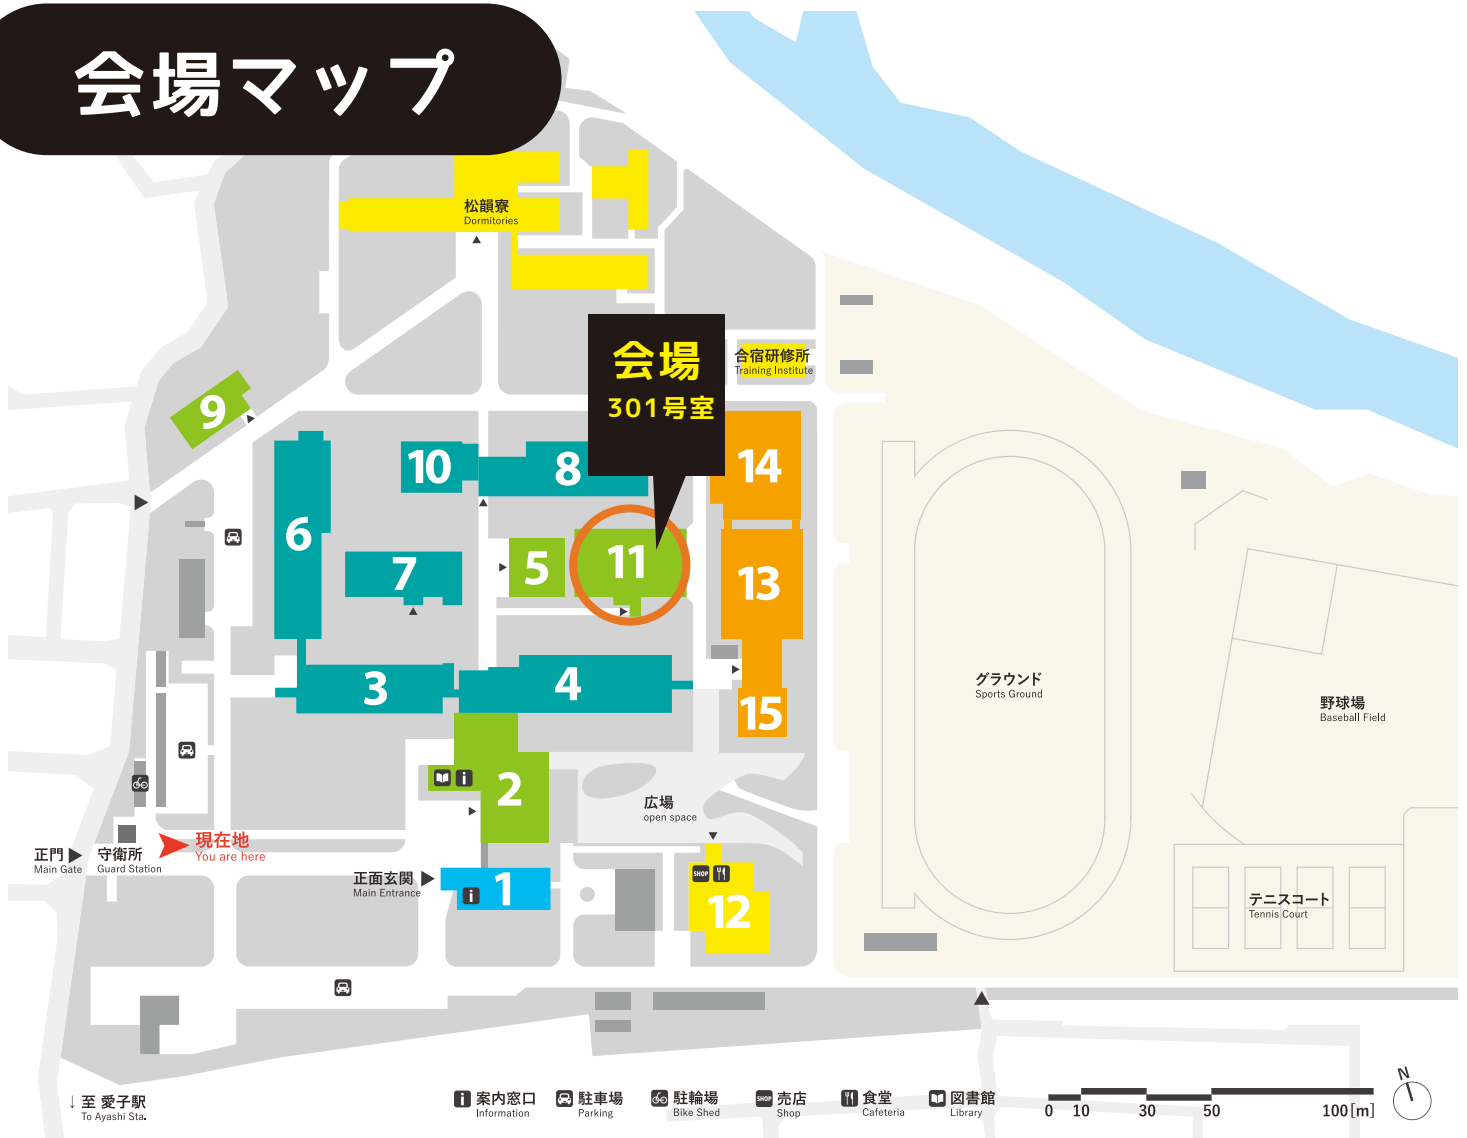 会場マップ
松韻寮
Dormitories
会場
301号室
合宿研修所
Training Institute
9
10
8
14
6
7
5
11
13
3
4
15
グラウンド
Sports Ground
野球場
Baseball Field
2
広場
open space
現在地
You are here
正門
Main Gate
守衛所
Guard Station
正面玄関
Main Entrance
1
SHOP
12
テニスコート
Tennis Court
↓至 愛子駅
To Ayashi Sta.
案内窓口
Information
駐車場
Parking
駐輪場
Bike Shed
SHOP
売店
Shop
食堂
Cafeteria
図書館
Library
0 10 30 50 100[m]
N